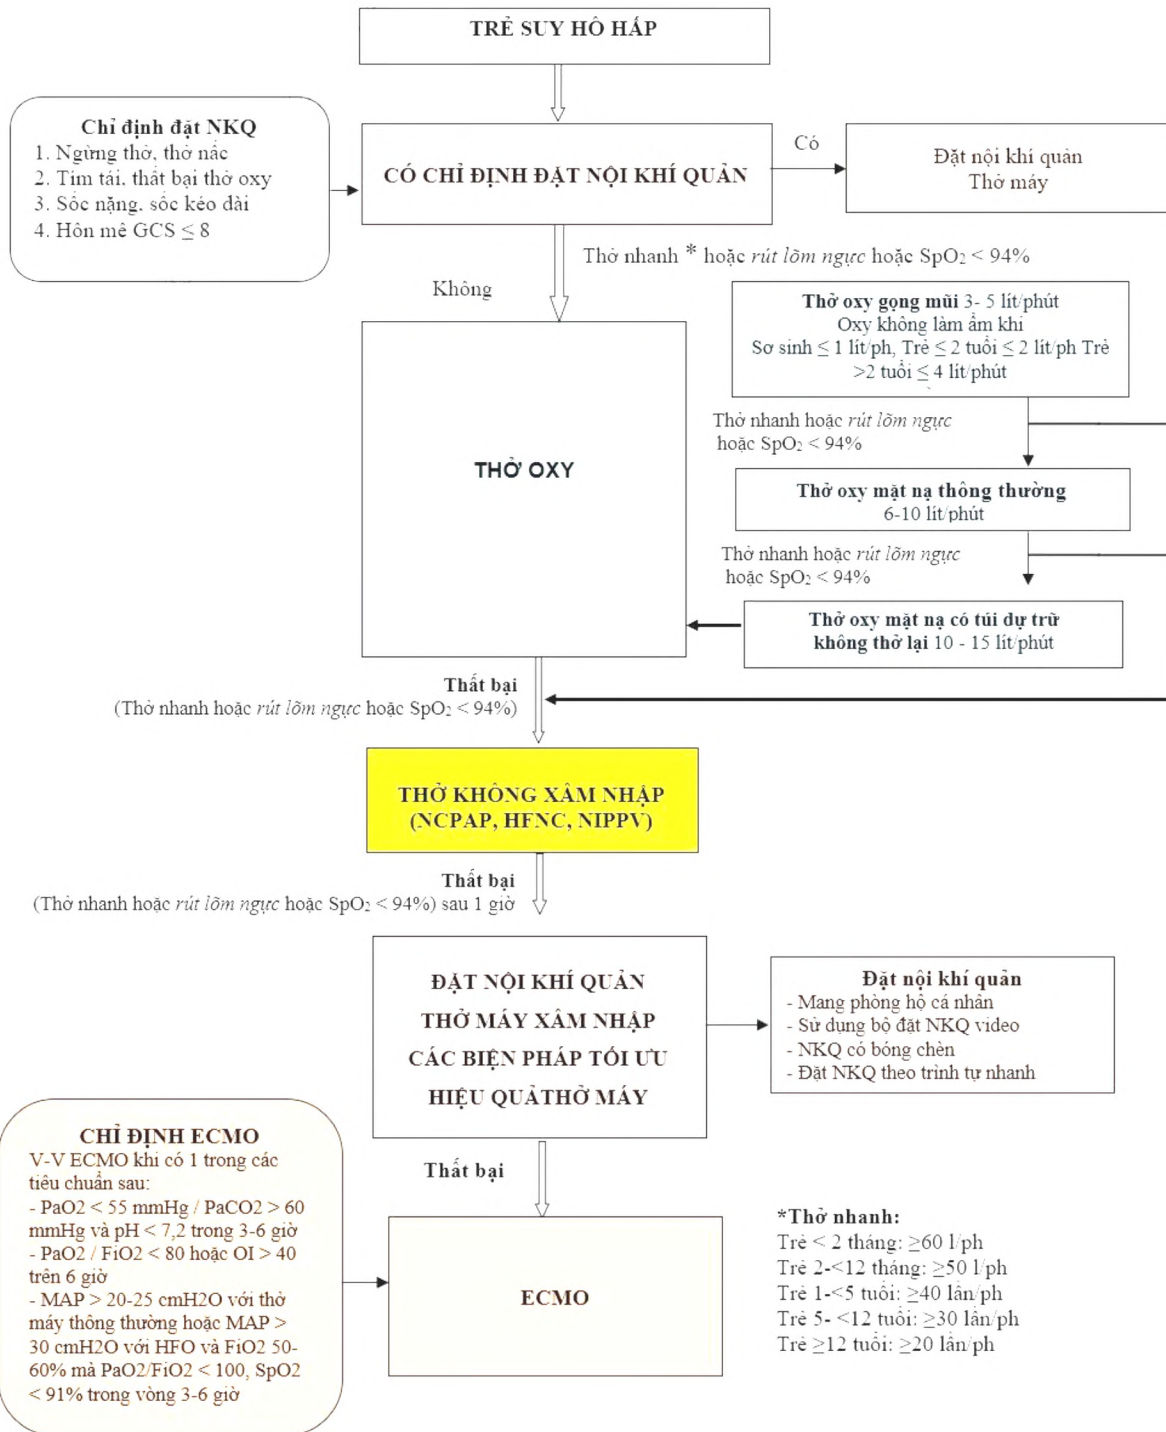 TRẺ SUY HÔ HẤP
Chỉ định đặt NKQ
1. Ngừng thở, thở nấc
2. Tím tái, thất bại thở oxy
3. Sốc nặng, sốc kéo dài
4. Hôn mê GCS ≤ 8
CÓ CHỈ ĐỊNH ĐẶT NỘI KHÍ QUẢN
Có
Đặt nội khí quản
Thở máy
Thở nhanh * hoặc rút lõm ngực hoặc SpO₂ < 94%
Không
Thở oxy gọng mũi 3- 5 lít/phút
Oxy không làm ẩm khi
Sơ sinh ≤ 1 lít/ph, Trẻ ≤ 2 tuổi ≤ 2 lít/ph Trẻ
>2 tuổi ≤ 4 lít/phút
Thở nhanh hoặc rút lõm ngực
hoặc SpO₂ < 94%
THỞ OXY
Thở oxy mặt nạ thông thường
6-10 lít/phút
Thở nhanh hoặc rút lõm ngực
hoặc SpO₂ < 94%
Thở oxy mặt nạ có túi dự trữ
không thở lại 10 - 15 lít/phút
Thất bại
(Thở nhanh hoặc rút lõm ngực hoặc SpO₂ < 94%)
THỞ KHÔNG XÂM NHẬP
(NCPAP, HFNC, NIPPV)
Thất bại
(Thở nhanh hoặc rút lõm ngực hoặc SpO₂ < 94%) sau 1 giờ
ĐẶT NỘI KHÍ QUẢN
THỞ MÁY XÂM NHẬP
CÁC BIỆN PHÁP TỐI ƯU
HIỆU QUẢTHỞ MÁY
Đặt nội khí quản
- Mang phòng hộ cá nhân
- Sử dụng bộ đặt NKQ video
- NKQ có bóng chèn
- Đặt NKQ theo trình tự nhanh
Thất bại
CHỈ ĐỊNH ECMO
V-V ECMO khi có 1 trong các
tiêu chuẩn sau:
- PaO2 < 55 mmHg / PaCO2 > 60
mmHg và pH < 7,2 trong 3-6 giờ
- PaO2 / FiO2 < 80 hoặc OI > 40
trên 6 giờ
- MAP > 20-25 cmH2O với thở
máy thông thường hoặc MAP >
30 cmH2O với HFO và FiO2 50-
60% mà PaO2/FiO2 < 100, SpO2
< 91% trong vòng 3-6 giờ
ECMO
*Thở nhanh:
Trẻ < 2 tháng: ≥60 l/ph
Trẻ 2-<12 tháng: ≥50 l/ph
Trẻ 1-<5 tuổi: ≥40 lần/ph
Trẻ 5- <12 tuổi: ≥30 lần/ph
Trẻ ≥12 tuổi: ≥20 lần/ph